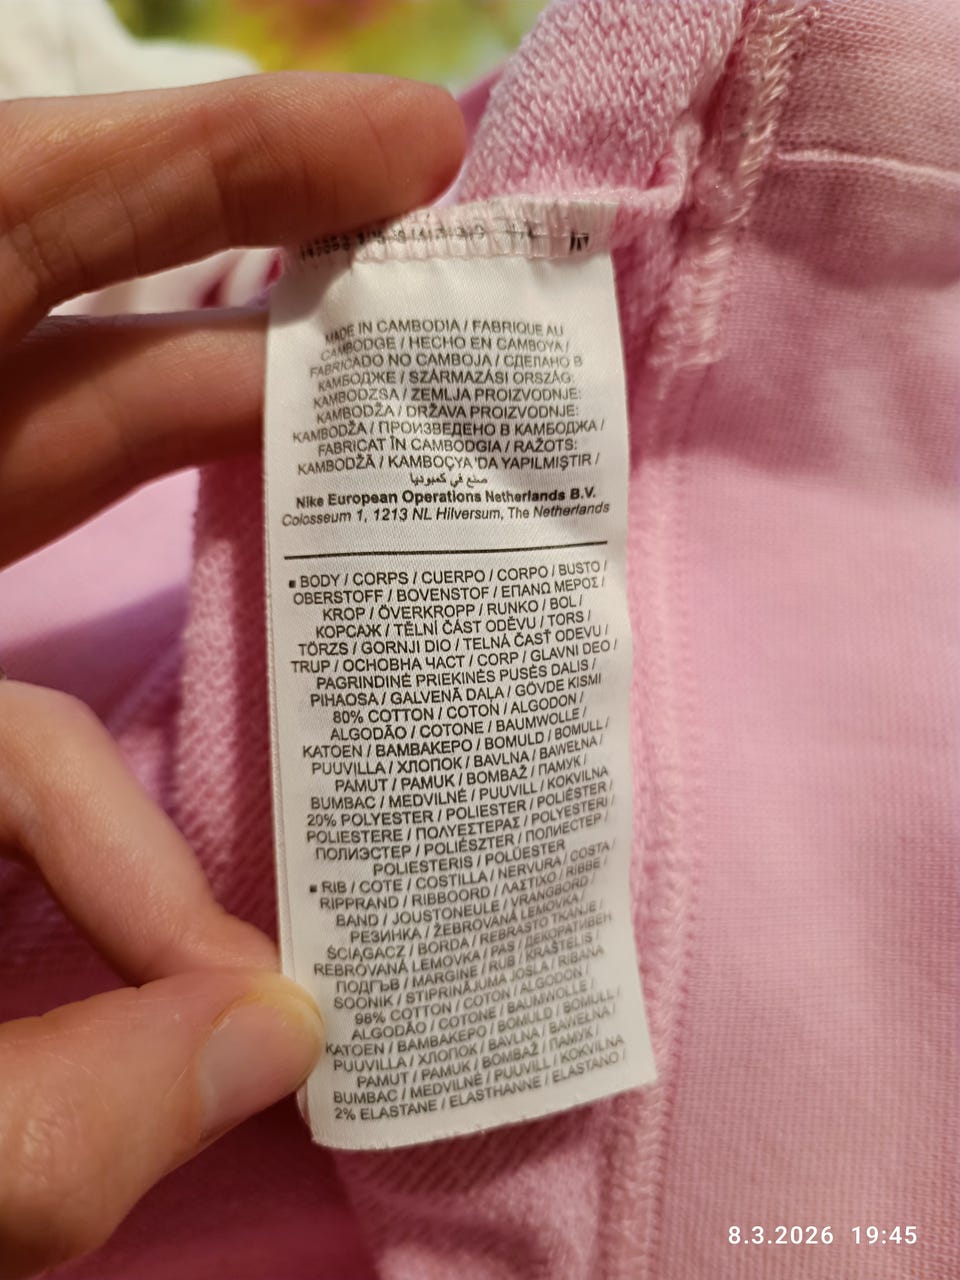 MADE IN CAMBODIA / FABRIQUE AU
CAMBODGE / HECHO EN CAMBOYA /
FABRICADO NO CAMBOJA / СДЕЛАНО В
КАМБОДЖЕ / SZÁRMAZÁSI ORSZÁG:
KAMBODZSA / ZEMLJA PROIZVODNJE:
KAMBODŽA / DRŽAVA PROIZVODNJE:
KAMBODŽA / ПРОИЗВЕДЕНО В КАМБОДЖА /
FABRICAT ÎN CAMBODGIA / RAŽOTS:
KAMBODŽĀ / KAMBOÇYA 'DA YAPILMIŞTIR /
صنع في كمبوديا
Nike European Operations Netherlands B.V.
Colosseum 1, 1213 NL Hilversum, The Netherlands
▪ BODY / CORPS / CUERPO / CORPO / BUSTO /
OBERSTOFF / BOVENSTOF / ΕΠΑΝΩ ΜΕΡΟΣ /
KROP / ÖVERKROPP / RUNKO / BOL /
КОРСАЖ / TĚLNÍ ČÁST ODĚVU / TORS /
TÖRZS / GORNJI DIO / TELNÁ ČASŤ ODEVU /
TRUP / ОСНОВНА ЧАСТ / CORP / GLAVNI DEO /
PAGRINDINĖ PRIEKINĖS PUSĖS DALIS /
PIHAOSA / GALVENĀ DAĻA / GÖVDE KISMI
80% COTTON / COTON / ALGODON /
ALGODÃO / COTONE / BAUMWOLLE /
KATOEN / ΒΑΜΒΑΚΕΡΟ / BOMULD / BOMULL /
PUUVILLA / ХЛОПОК / BAVLNA / BAWEŁNA /
PAMUT / PAMUK / BOMBAŽ / ПАМУК /
BUMBAC / MEDVILNĖ / PUUVILL / KOKVILNA
20% POLYESTER / POLIESTER / POLIÉSTER /
POLIESTERE / ΠΟΛΥΕΣΤΕΡΑΣ / POLYESTERI /
ПОЛИЭСТЕР / POLIÉSZTER / ПОЛИЕСТЕР /
POLIESTERIS / POLÜESTER
▪ RIB / COTE / COSTILLA / NERVURA / COSTA /
RIPPRAND / RIBBOORD / ΛΑΣΤΙΧΟ / RIBBE /
BAND / JOUSTONEULE / VRANGBORD /
РЕЗИНКА / ŽEBROVANÁ LEMOVKA /
ŚCIĄGACZ / BORDA / REBRASTO TKANJE /
REBROVANÁ LEMOVKA / PAS / ДЕКОРАТИВЕН
ПОДГЪВ / MARGINE / RUB / KRAŠTELIS /
SOONIK / STIPRINĀJUMA JOSLA / RIBANA
98% COTTON / COTON / ALGODON /
ALGODÃO / COTONE / BAUMWOLLE /
KATOEN / ΒΑΜΒΑΚΕΡΟ / BOMULD / BOMULL /
PUUVILLA / ХЛОПОК / BAVLNA / BAWEŁNA /
PAMUT / PAMUK / BOMBAŽ / ПАМУК /
BUMBAC / MEDVILNĖ / PUUVILL / KOKVILNA
2% ELASTANE / ELASTHANNE / ELASTANO /
8.3.2026 19:45